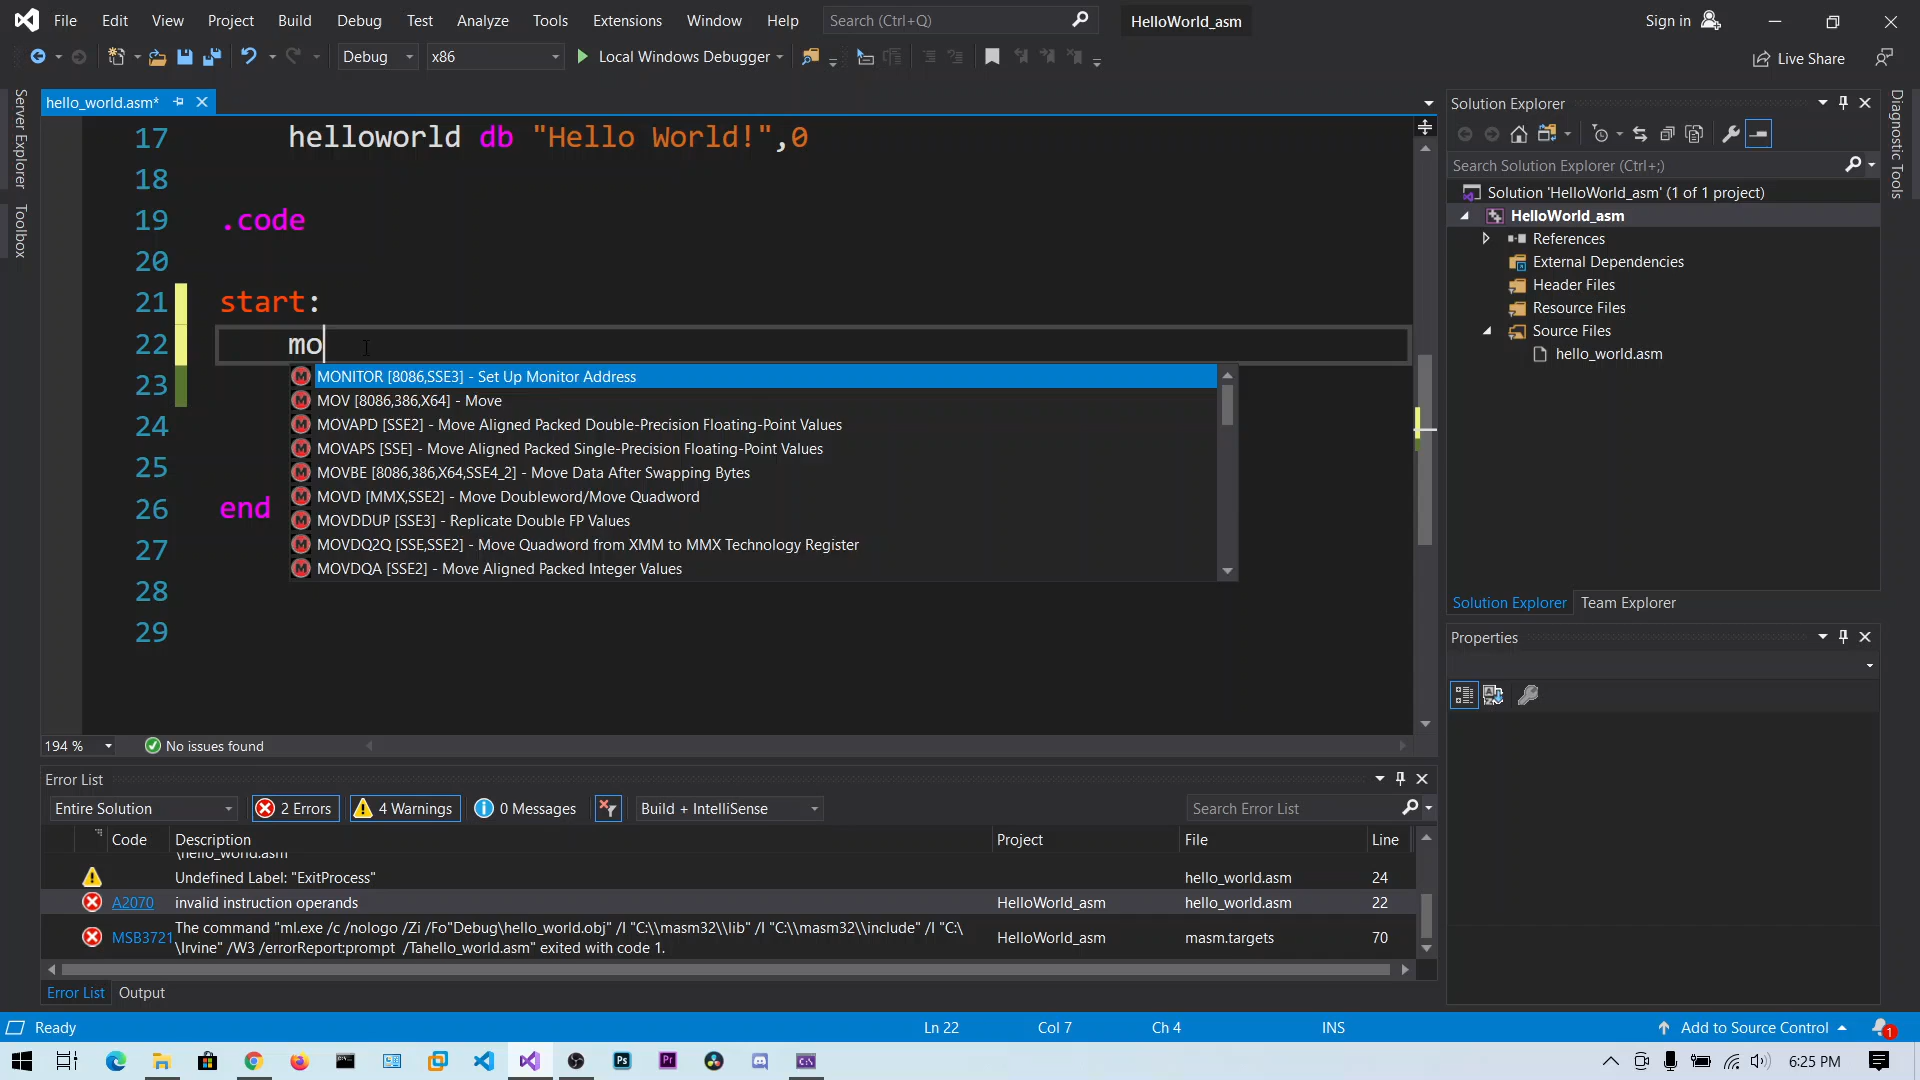 File Edit View Project Build Debug Test Analyze Tools Extensions Window Help Search (Ctrl+Q) HelloWorld_asm Sign in
Debug x86 Local Windows Debugger Live Share
Server Explorer
Toolbox
hello_world.asm*
17 helloworld db "Hello World!",0
18
19 .code
20
21 start:
22 mo
23
24
25
26 end
27
28
29
MONITOR [8086,SSE3] - Set Up Monitor Address
MOV [8086,386,X64] - Move
MOVAPD [SSE2] - Move Aligned Packed Double-Precision Floating-Point Values
MOVAPS [SSE] - Move Aligned Packed Single-Precision Floating-Point Values
MOVBE [8086,386,X64,SSE4_2] - Move Data After Swapping Bytes
MOVD [MMX,SSE2] - Move Doubleword/Move Quadword
MOVDDUP [SSE3] - Replicate Double FP Values
MOVDQ2Q [SSE,SSE2] - Move Quadword from XMM to MMX Technology Register
MOVDQA [SSE2] - Move Aligned Packed Integer Values
194 % No issues found
Solution Explorer
Search Solution Explorer (Ctrl+;)
Solution 'HelloWorld_asm' (1 of 1 project)
HelloWorld_asm
References
External Dependencies
Header Files
Resource Files
Source Files
hello_world.asm
Solution Explorer Team Explorer
Properties
Diagnostic Tools
Error List
Entire Solution 2 Errors 4 Warnings 0 Messages Build + IntelliSense Search Error List
Code Description Project File Line
\hello_world.asm
Undefined Label: "ExitProcess" hello_world.asm 24
A2070 invalid instruction operands HelloWorld_asm hello_world.asm 22
MSB3721 The command "ml.exe /c /nologo /Zi /Fo"Debug\hello_world.obj" /I "C:\\masm32\\lib" /I "C:\\masm32\\include" /I "C:\ HelloWorld_asm masm.targets 70
\Irvine" /W3 /errorReport:prompt /Tahello_world.asm" exited with code 1.
Error List Output
Ready Ln 22 Col 7 Ch 4 INS Add to Source Control 1
Ps Pr 6:25 PM